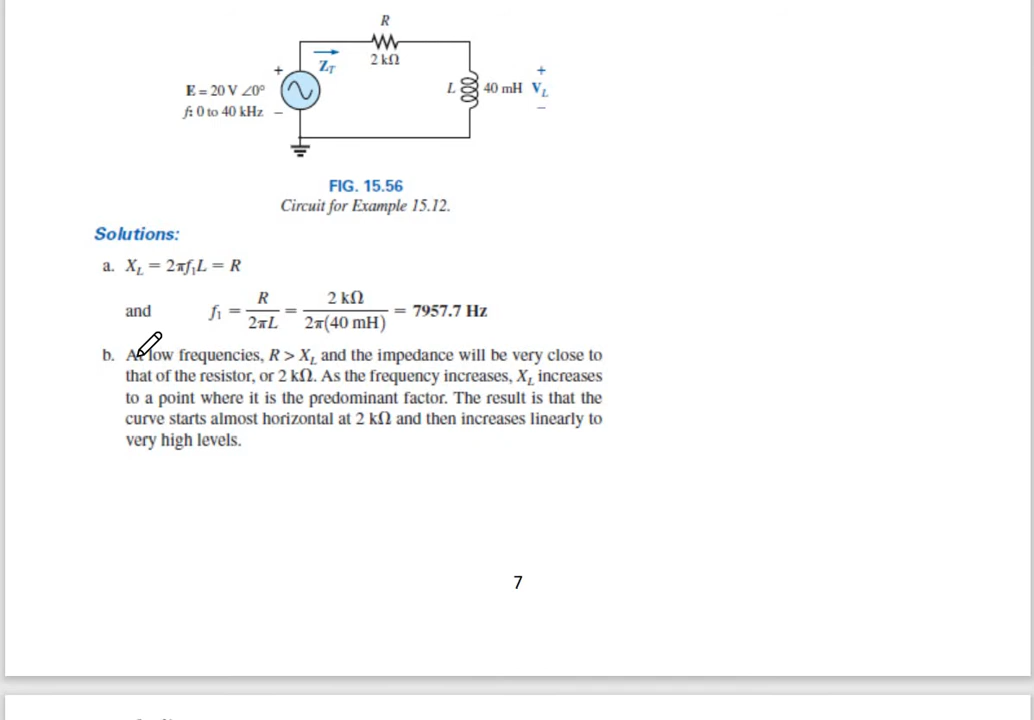 R
2 kΩ
Z_T
+
E = 20 V ∠0°
f: 0 to 40 kHz
–
L
40 mH
+
V_L
–
FIG. 15.56
Circuit for Example 15.12.
Solutions:
a. X_L = 2πf₁L = R
and f₁ = R / 2πL = 2 kΩ / 2π(40 mH) = 7957.7 Hz
b. At low frequencies, R > X_L and the impedance will be very close to
that of the resistor, or 2 kΩ. As the frequency increases, X_L increases
to a point where it is the predominant factor. The result is that the
curve starts almost horizontal at 2 kΩ and then increases linearly to
very high levels.
7